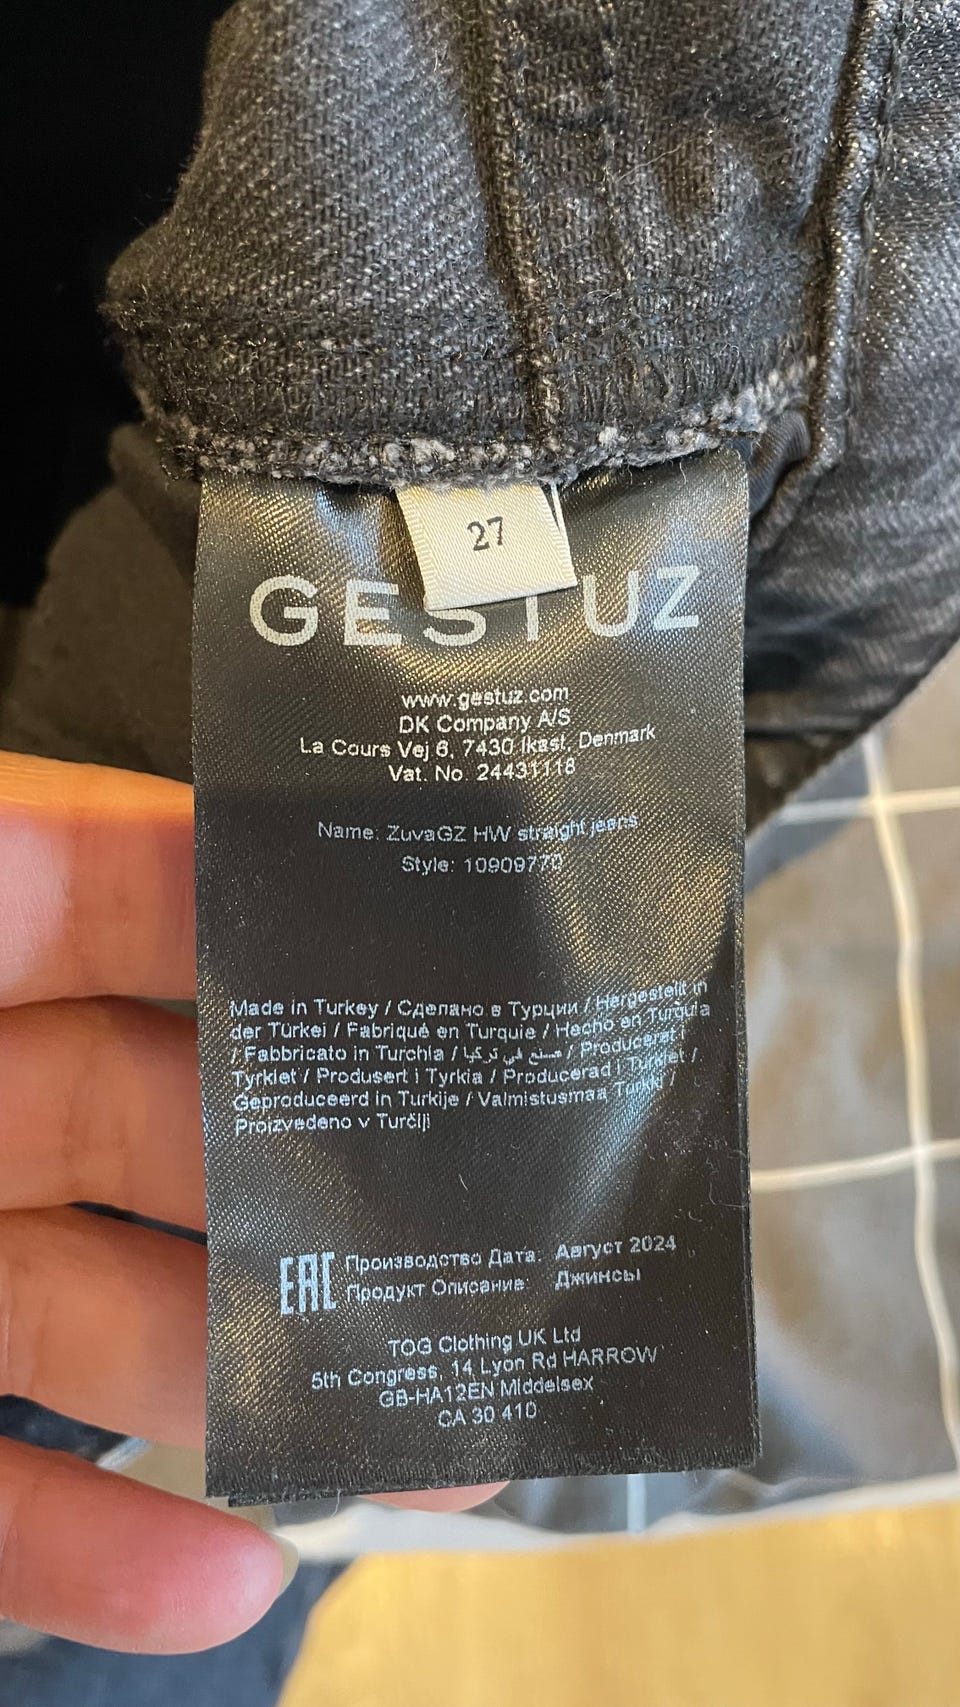 27
GESTUZ
www.gestuz.com
DK Company A/S
La Cours Vej 6, 7430 Ikast, Denmark
Vat. No. 24431118
Name: ZuvaGZ HW straight jeans
Style: 10909770
Made in Turkey / Сделано в Турции / Hergestellt in
der Türkei / Fabriqué en Turquie / Hecho en Turquía
/ Fabbricato in Turchia / صنع في تركيا / Produceret i
Tyrkiet / Produsert i Tyrkia / Producerad i Turkiet /
Geproduceerd in Turkije / Valmistusmaa Turkki /
Proizvedeno v Turčiji
EAC Производство Дата: Август 2024
Продукт Описание: Джинсы
TOG Clothing UK Ltd
5th Congress, 14 Lyon Rd HARROW
GB-HA12EN Middelsex
CA 30 410